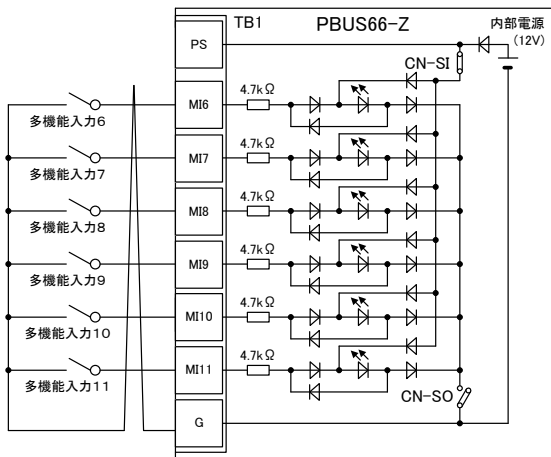 TB1
PBUS66-Z
内部電源
(12V)
PS
CN-SI
MI6
4.7kΩ
多機能入力6
MI7
4.7kΩ
多機能入力7
MI8
4.7kΩ
多機能入力8
MI9
4.7kΩ
多機能入力9
MI10
4.7kΩ
多機能入力10
MI11
4.7kΩ
多機能入力11
CN-SO
G